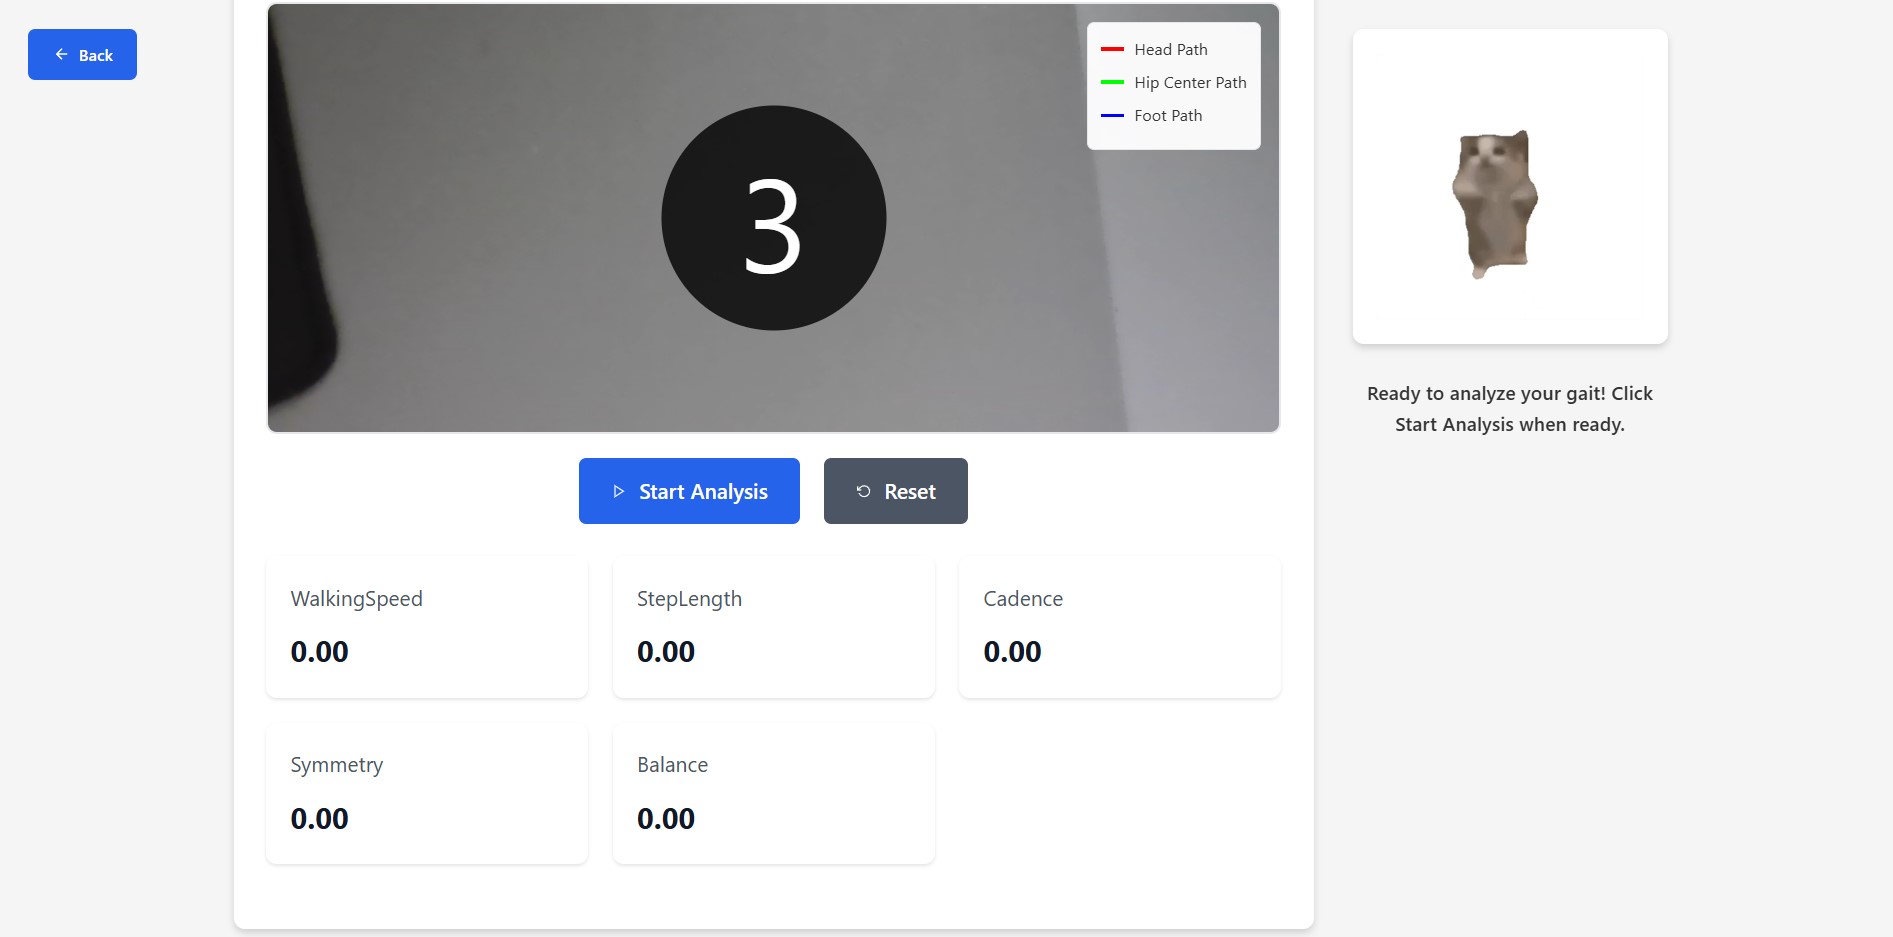 Back
Head Path
Hip Center Path
Foot Path
3
Ready to analyze your gait! Click
Start Analysis when ready.
Start Analysis
Reset
WalkingSpeed
StepLength
Cadence
0.00
0.00
0.00
Symmetry
Balance
0.00
0.00